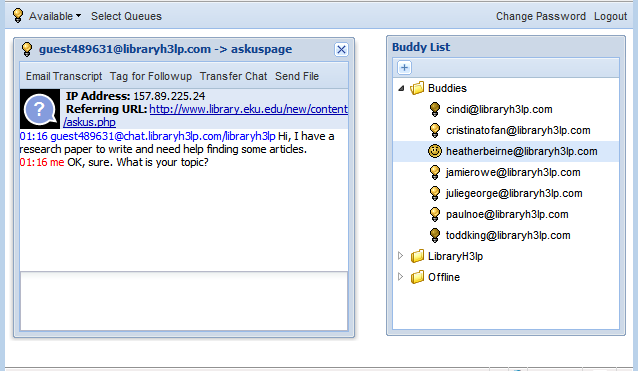 Available Select Queues Change Password Logout
guest489631@libraryh3lp.com -> askuspage
Email Transcript Tag for Followup Transfer Chat Send File
IP Address: 157.89.225.24
Referring URL: http://www.library.eku.edu/new/content
/askus.php
01:16 guest489631@chat.libraryh3lp.com/libraryh3lp Hi, I have a
research paper to write and need help finding some articles.
01:16 me OK, sure. What is your topic?
Buddy List
Buddies
cindi@libraryh3lp.com
cristinatofan@libraryh3lp.com
heatherbeirne@libraryh3lp.com
jamierowe@libraryh3lp.com
juliegeorge@libraryh3lp.com
paulnoe@libraryh3lp.com
toddking@libraryh3lp.com
LibraryH3lp
Offline